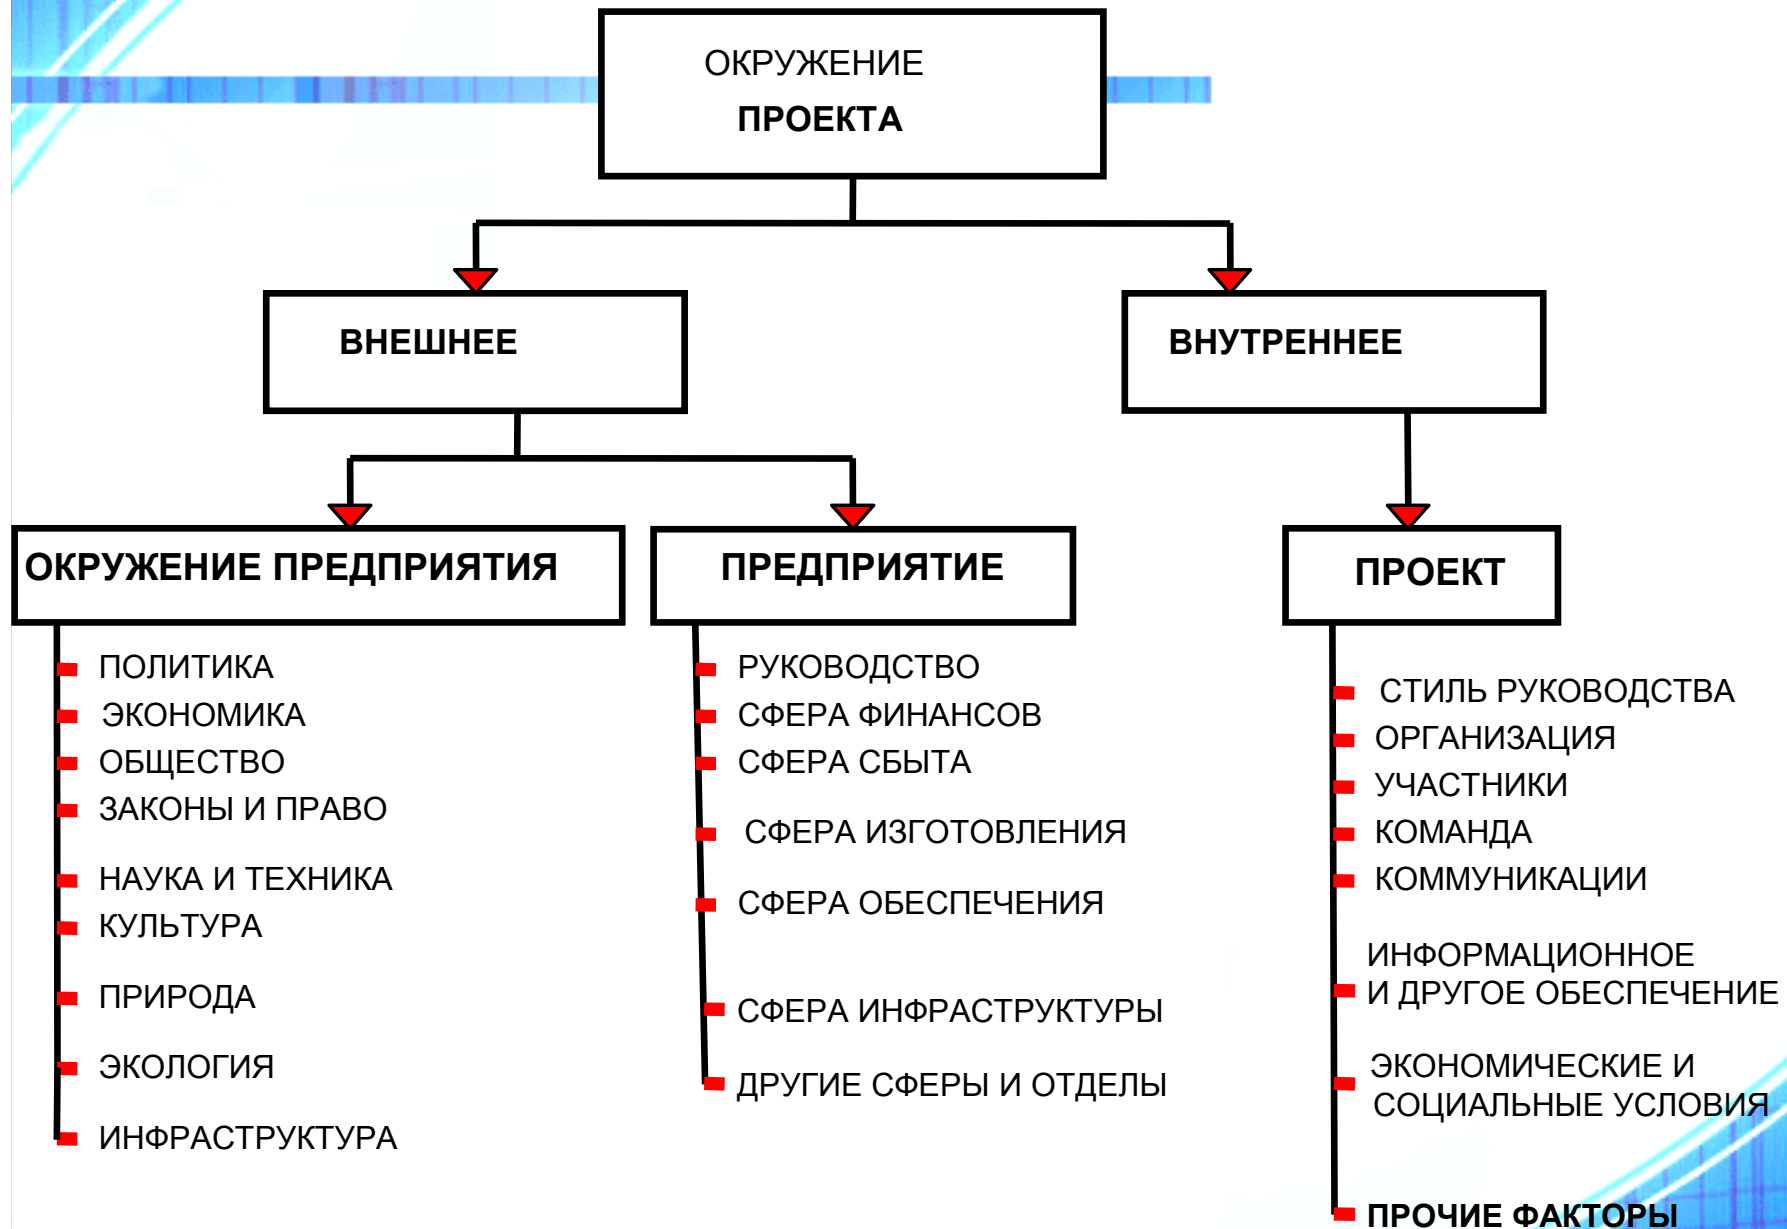 ОКРУЖЕНИЕ
ПРОЕКТА
ВНЕШНЕЕ
ВНУТРЕННЕЕ
ОКРУЖЕНИЕ ПРЕДПРИЯТИЯ
ПОЛИТИКА
ЭКОНОМИКА
ОБЩЕСТВО
ЗАКОНЫ И ПРАВО
НАУКА И ТЕХНИКА
КУЛЬТУРА
ПРИРОДА
ЭКОЛОГИЯ
ИНФРАСТРУКТУРА
ПРЕДПРИЯТИЕ
РУКОВОДСТВО
СФЕРА ФИНАНСОВ
СФЕРА СБЫТА
СФЕРА ИЗГОТОВЛЕНИЯ
СФЕРА ОБЕСПЕЧЕНИЯ
СФЕРА ИНФРАСТРУКТУРЫ
ДРУГИЕ СФЕРЫ И ОТДЕЛЫ
ПРОЕКТ
СТИЛЬ РУКОВОДСТВА
ОРГАНИЗАЦИЯ
УЧАСТНИКИ
КОМАНДА
КОММУНИКАЦИИ
ИНФОРМАЦИОННОЕ
И ДРУГОЕ ОБЕСПЕЧЕНИЕ
ЭКОНОМИЧЕСКИЕ И
СОЦИАЛЬНЫЕ УСЛОВИЯ
ПРОЧИЕ ФАКТОРЫ